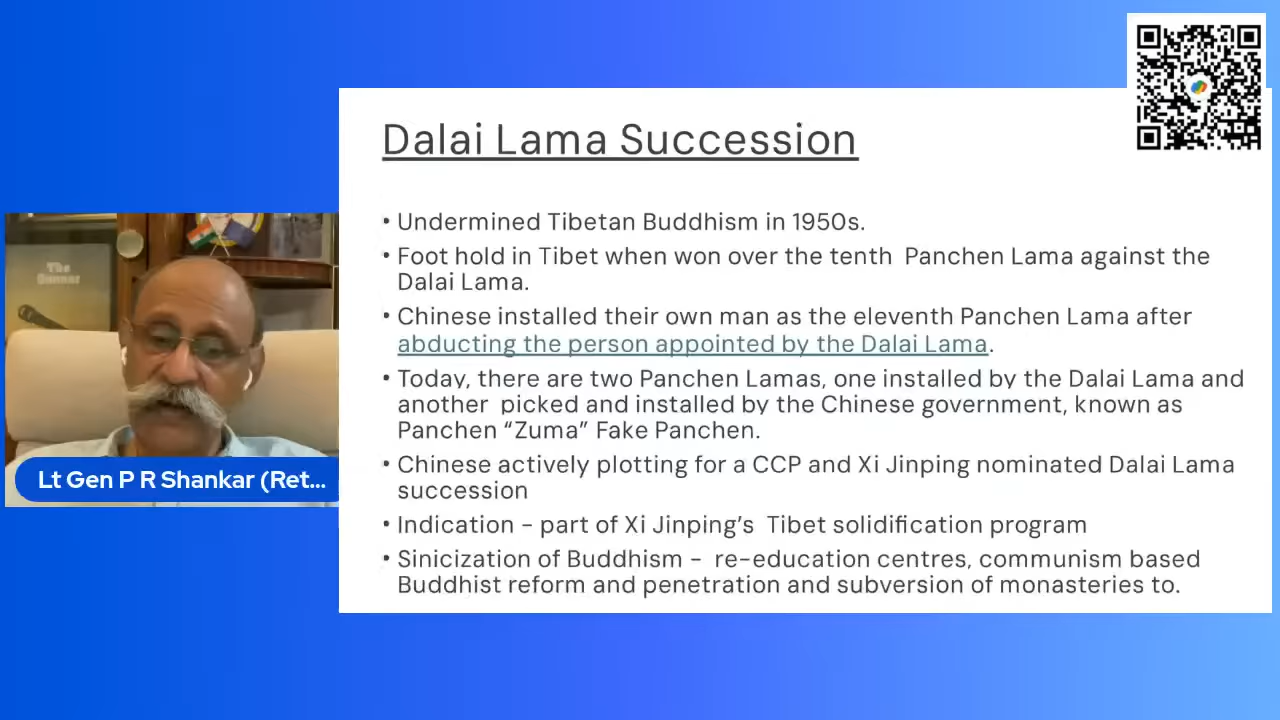 Dalai Lama Succession
• Undermined Tibetan Buddhism in 1950s.
• Foot hold in Tibet when won over the tenth Panchen Lama against the
Dalai Lama.
• Chinese installed their own man as the eleventh Panchen Lama after
abducting the person appointed by the Dalai Lama.
• Today, there are two Panchen Lamas, one installed by the Dalai Lama and
another picked and installed by the Chinese government, known as
Panchen “Zuma” Fake Panchen.
• Chinese actively plotting for a CCP and Xi Jinping nominated Dalai Lama
succession
• Indication – part of Xi Jinping’s Tibet solidification program
• Sinicization of Buddhism – re-education centres, communism based
Buddhist reform and penetration and subversion of monasteries to.
The
Gunner
Lt Gen P R Shankar (Ret...